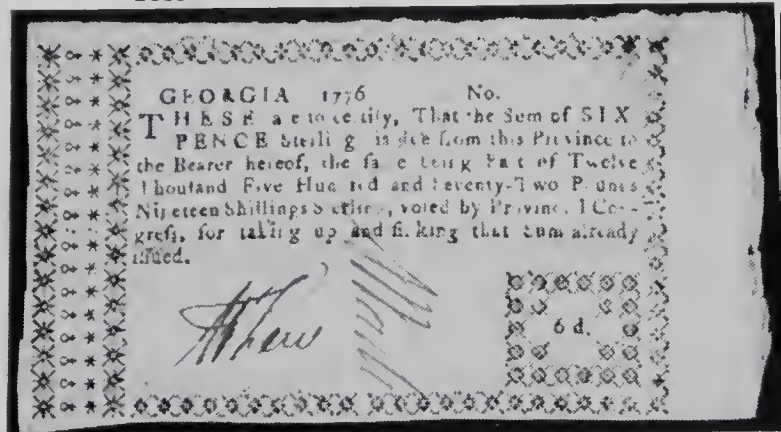 GEORGIA 1776 No.
THESE are to certify, That the Sum of SIX
PENCE Sterling is due from this Province to
the Bearer hereof, the same being Part of Twelve
Thousand Five Hundred and Seventy-Two Pounds
Nineteen Shillings Sterling, voted by Provincial Con-
gress, for taking up and sinking that Sum already
issued.
6 d.